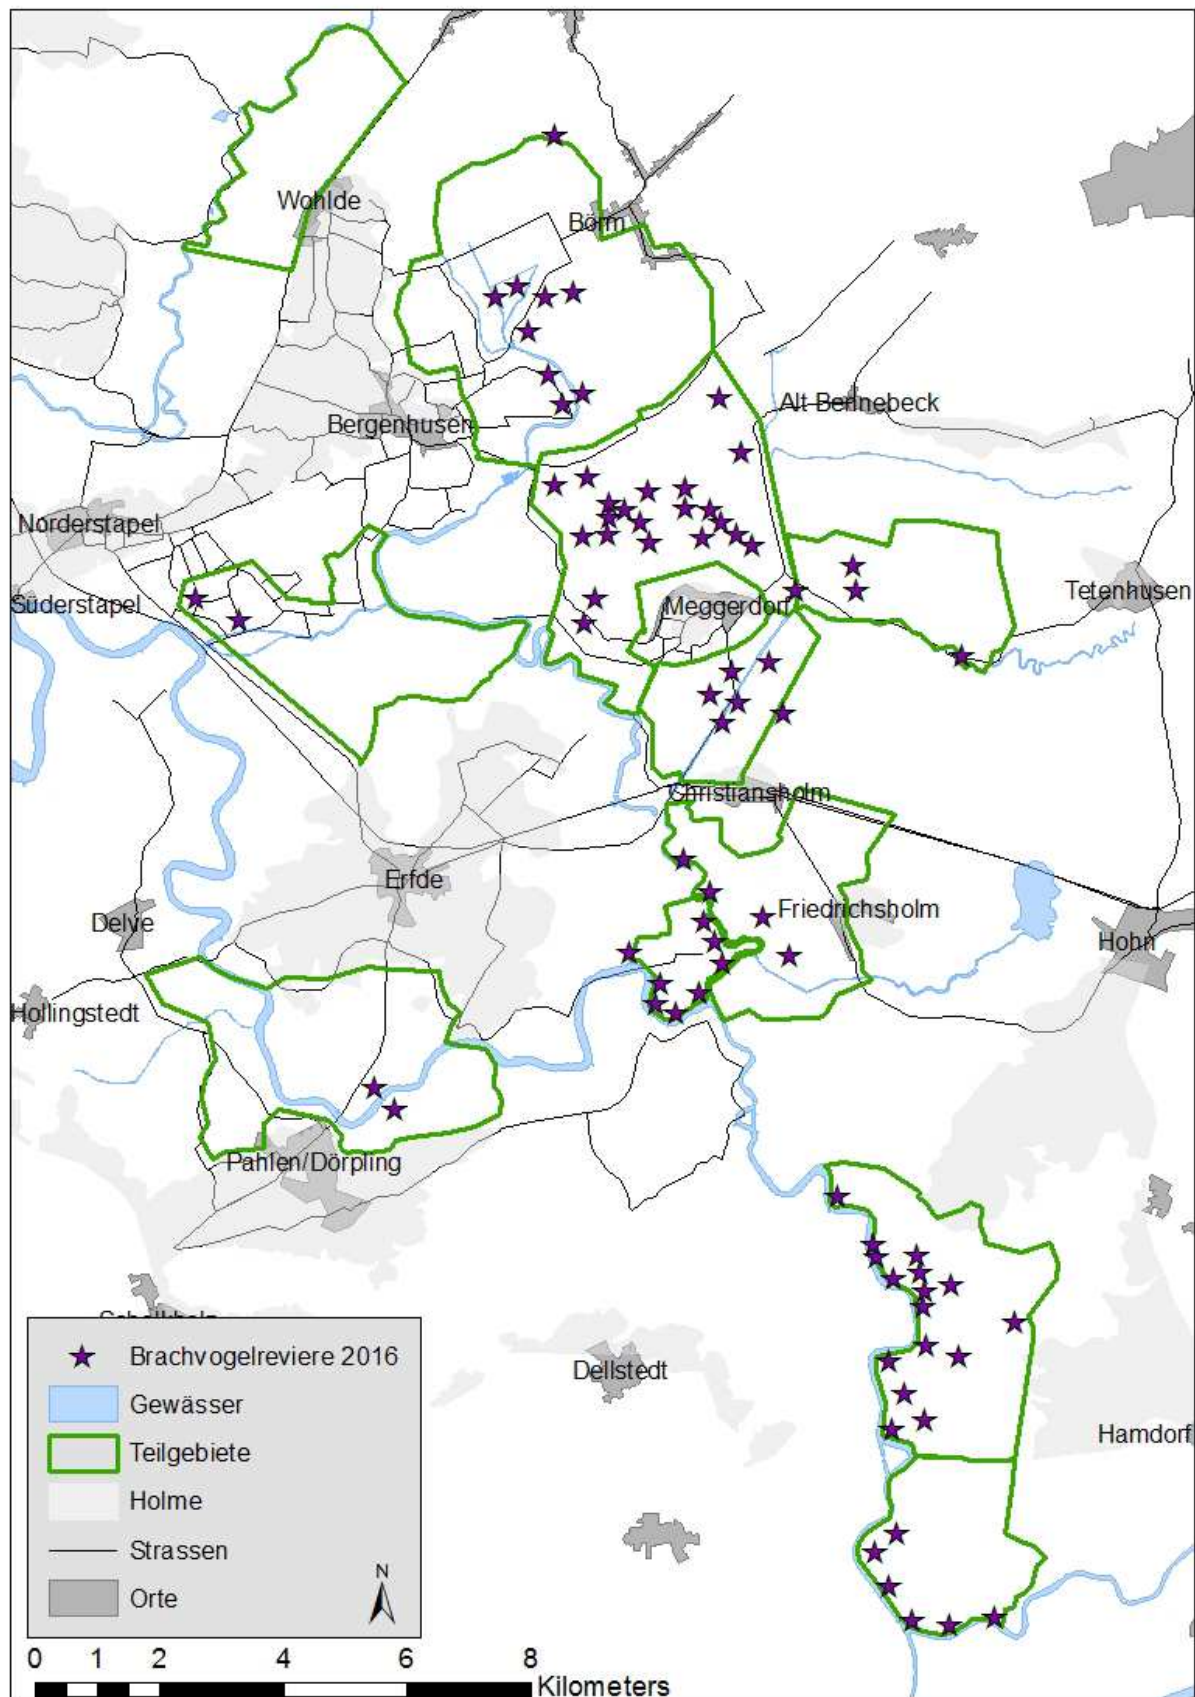 Wohlde
Börm
Alt Bennebeck
Bergenhusen
Norderstapel
Süderstapel
Meggerdorf
Tetenhusen
Christiansholm
Erfde
Delve
Friedrichsholm
Hohn
Hollingstedt
Pahlen/Dörpling
Dellstedt
Hamdorf
Brachvogelreviere 2016
Gewässer
Teilgebiete
Holme
Strassen
Orte
N
0 1 2 4 6 8
Kilometers